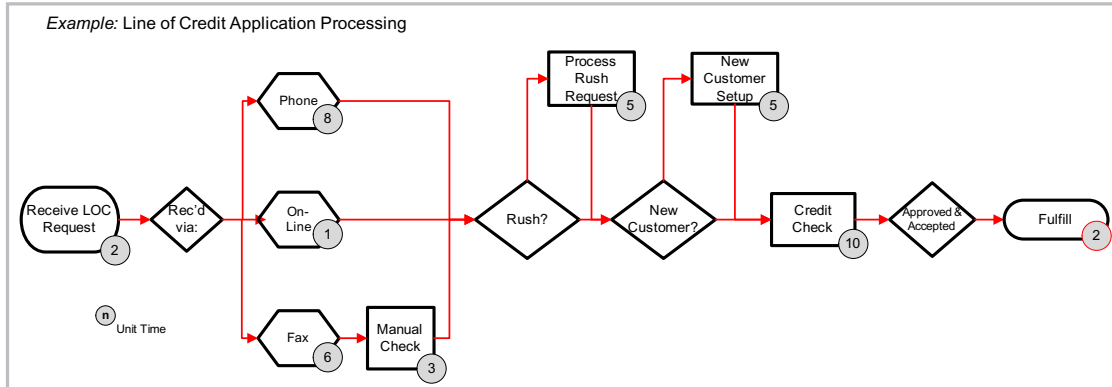 Example: Line of Credit Application Processing
Process
Rush
Request
5
New
Customer
Setup
5
Phone
8
Receive LOC
Request
2
Rec'd
via:
On-
Line
1
Rush?
New
Customer?
Credit
Check
10
Approved &
Accepted
Fulfill
2
n
Unit Time
Fax
6
Manual
Check
3